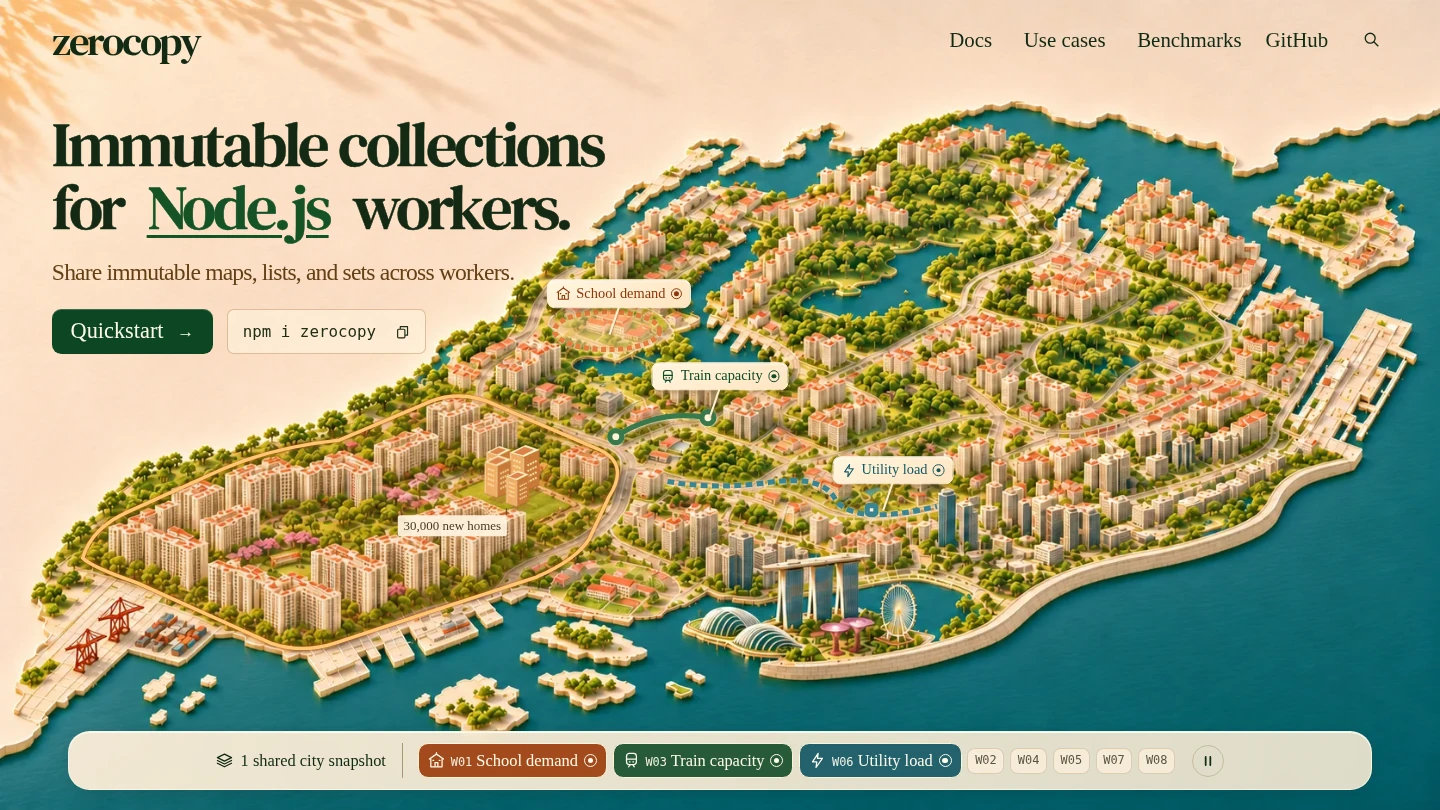 zerocopy
Docs Use cases Benchmarks GitHub
Immutable collections
for Node.js workers.
Share immutable maps, lists, and sets across workers.
Quickstart →
npm i zerocopy
School demand
Train capacity
Utility load
30,000 new homes
1 shared city snapshot
W01 School demand
W03 Train capacity
W06 Utility load
W02 W04 W05 W07 W08